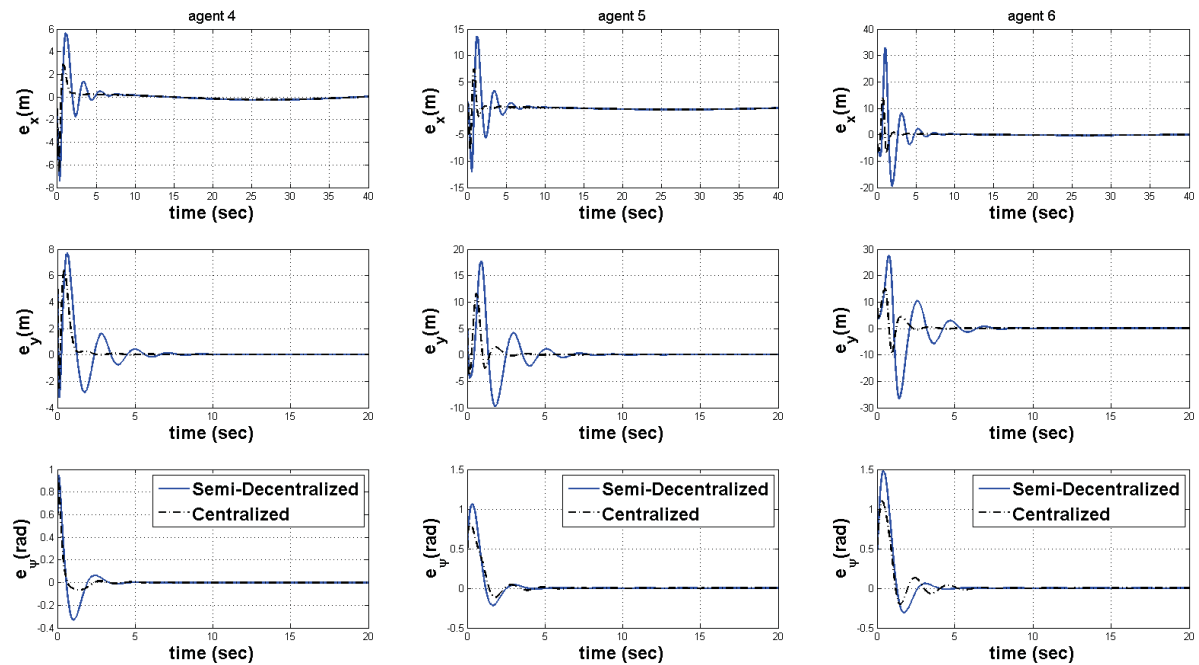 agent 4
6
4
2
0
-2
-4
-6
-8
e_x(m)
0 5 10 15 20 25 30 35 40
time (sec)
agent 5
15
10
5
0
-5
-10
-15
e_x(m)
0 5 10 15 20 25 30 35 40
time (sec)
agent 6
40
30
20
10
0
-10
-20
e_x(m)
0 5 10 15 20 25 30 35 40
time (sec)
8
6
4
2
0
-2
-4
e_y(m)
0 5 10 15 20
time (sec)
20
15
10
5
0
-5
-10
e_y(m)
0 5 10 15 20
time (sec)
30
20
10
0
-10
-20
-30
e_y(m)
0 5 10 15 20
time (sec)
1
0.8
0.6
0.4
0.2
0
-0.2
-0.4
e_ψ(rad)
Semi-Decentralized
Centralized
0 5 10 15 20
time (sec)
1.5
1
0.5
0
-0.5
e_ψ(rad)
Semi-Decentralized
Centralized
0 5 10 15 20
time (sec)
1.5
1
0.5
0
-0.5
e_ψ(rad)
Semi-Decentralized
Centralized
0 5 10 15 20
time (sec)